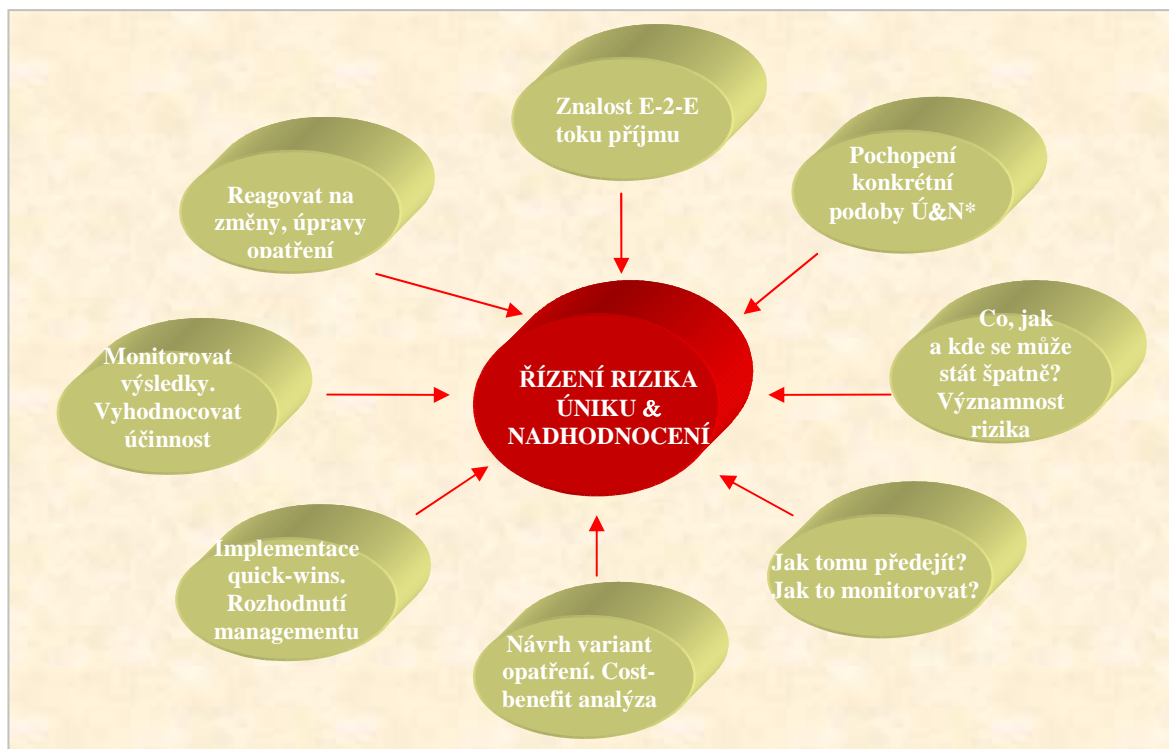 Znalost E-2-E
toku příjmu
Pochopení
konkrétní
podoby Ú&N*
Co, jak
a kde se může
stát špatně?
Významnost
rizika
Jak tomu předejít?
Jak to monitorovat?
Návrh variant
opatření. Cost-
benefit analýza
Implementace
quick-wins.
Rozhodnutí
managementu
Monitorovat
výsledky.
Vyhodnocovat
účinnost
Reagovat na
změny, úpravy
opatření
ŘÍZENÍ RIZIKA
ÚNIKU &
NADHODNOCENÍ